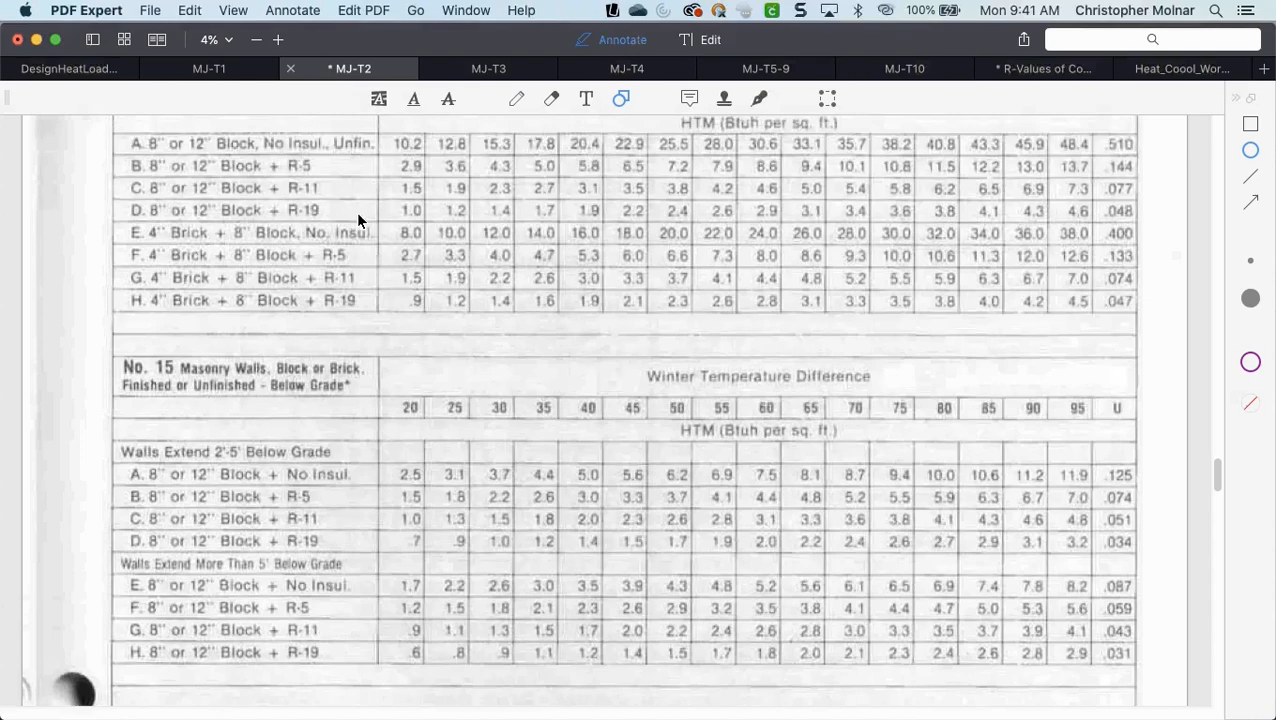 PDF Expert File Edit View Annotate Edit PDF Go Window Help 100% Mon 9:41 AM Christopher Molnar
4% Annotate Edit
DesignHeatLoad... MJ-T1 * MJ-T2 MJ-T3 MJ-T4 MJ-T5-9 MJ-T10 * R-Values of Co... Heat_Coool_Wor...
HTM (Btuh per sq. ft.)
A. 8" or 12" Block, No Insul., Unfin. 10.2 12.8 15.3 17.8 20.4 22.9 25.5 28.0 30.6 33.1 35.7 38.2 40.8 43.3 45.9 48.4 .510
B. 8" or 12" Block + R-5 2.9 3.6 4.3 5.0 5.8 6.5 7.2 7.9 8.6 9.4 10.1 10.8 11.5 12.2 13.0 13.7 .144
C. 8" or 12" Block + R-11 1.5 1.9 2.3 2.7 3.1 3.5 3.8 4.2 4.6 5.0 5.4 5.8 6.2 6.5 6.9 7.3 .077
D. 8" or 12" Block + R-19 1.0 1.2 1.4 1.7 1.9 2.2 2.4 2.6 2.9 3.1 3.4 3.6 3.8 4.1 4.3 4.6 .048
E. 4" Brick + 8" Block, No. Insul. 8.0 10.0 12.0 14.0 16.0 18.0 20.0 22.0 24.0 26.0 28.0 30.0 32.0 34.0 36.0 38.0 .400
F. 4" Brick + 8" Block + R-5 2.7 3.3 4.0 4.7 5.3 6.0 6.6 7.3 8.0 8.6 9.3 10.0 10.6 11.3 12.0 12.6 .133
G. 4" Brick + 8" Block + R-11 1.5 1.9 2.2 2.6 3.0 3.3 3.7 4.1 4.4 4.8 5.2 5.5 5.9 6.3 6.7 7.0 .074
H. 4" Brick + 8" Block + R-19 .9 1.2 1.4 1.6 1.9 2.1 2.3 2.6 2.8 3.1 3.3 3.5 3.8 4.0 4.2 4.5 .047
No. 15 Masonry Walls, Block or Brick,
Finished or Unfinished - Below Grade*
Winter Temperature Difference
20 25 30 35 40 45 50 55 60 65 70 75 80 85 90 95 U
HTM (Btuh per sq. ft.)
Walls Extend 2'-5' Below Grade
A. 8" or 12" Block + No Insul. 2.5 3.1 3.7 4.4 5.0 5.6 6.2 6.9 7.5 8.1 8.7 9.4 10.0 10.6 11.2 11.9 .125
B. 8" or 12" Block + R-5 1.5 1.8 2.2 2.6 3.0 3.3 3.7 4.1 4.4 4.8 5.2 5.5 5.9 6.3 6.7 7.0 .074
C. 8" or 12" Block + R-11 1.0 1.3 1.5 1.8 2.0 2.3 2.6 2.8 3.1 3.3 3.6 3.8 4.1 4.3 4.6 4.8 .051
D. 8" or 12" Block + R-19 .7 .9 1.0 1.2 1.4 1.5 1.7 1.9 2.0 2.2 2.4 2.6 2.7 2.9 3.1 3.2 .034
Walls Extend More Than 5' Below Grade
E. 8" or 12" Block + No Insul. 1.7 2.2 2.6 3.0 3.5 3.9 4.3 4.8 5.2 5.6 6.1 6.5 6.9 7.4 7.8 8.2 .087
F. 8" or 12" Block + R-5 1.2 1.5 1.8 2.1 2.3 2.6 2.9 3.2 3.5 3.8 4.1 4.4 4.7 5.0 5.3 5.6 .059
G. 8" or 12" Block + R-11 .9 1.1 1.3 1.5 1.7 2.0 2.2 2.4 2.6 2.8 3.0 3.3 3.5 3.7 3.9 4.1 .043
H. 8" or 12" Block + R-19 .6 .8 .9 1.1 1.2 1.4 1.5 1.7 1.8 2.0 2.1 2.3 2.4 2.6 2.8 2.9 .031